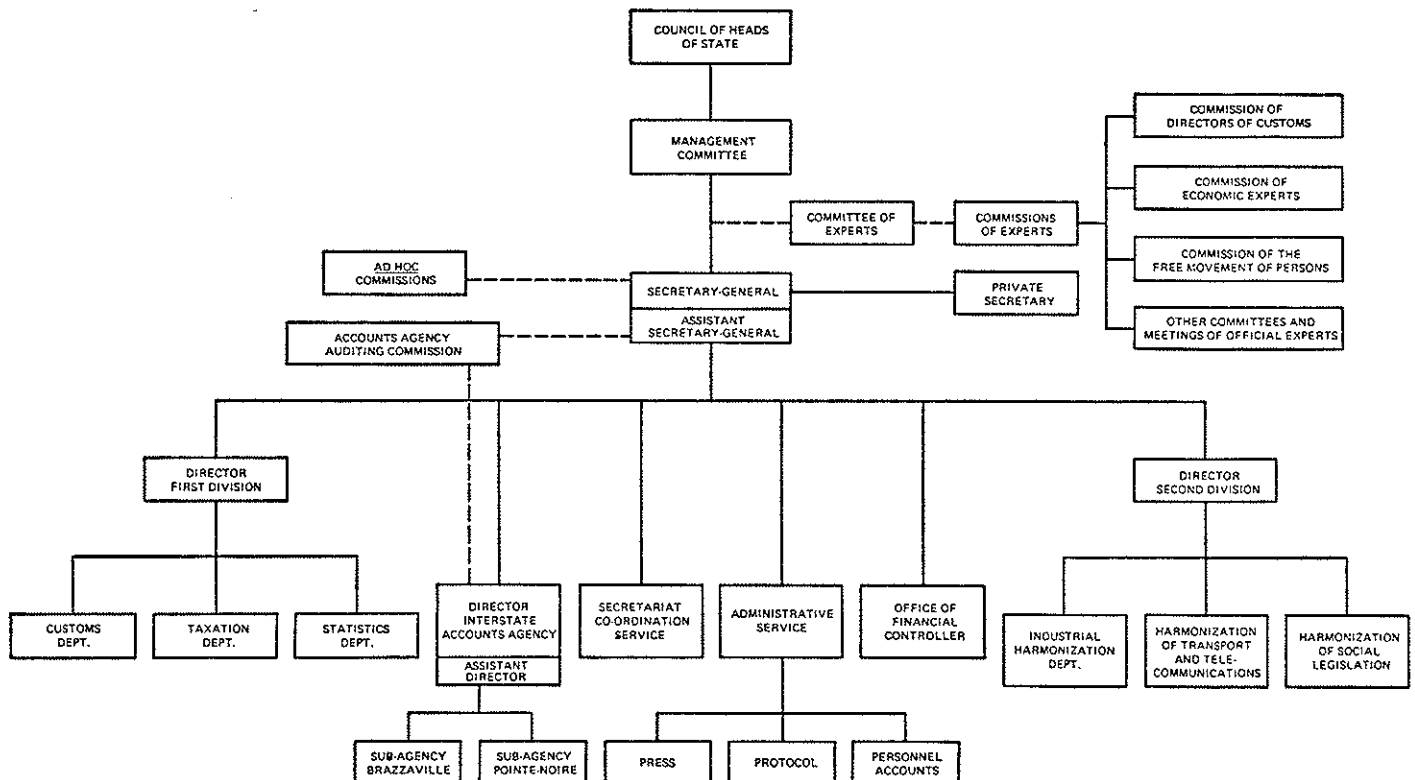 COUNCIL OF HEADS
OF STATE
MANAGEMENT
COMMITTEE
COMMISSION OF
DIRECTORS OF CUSTOMS
COMMISSION OF
ECONOMIC EXPERTS
COMMITTEE OF
EXPERTS
COMMISSIONS
OF EXPERTS
COMMISSION OF THE
FREE MOVEMENT OF PERSONS
OTHER COMMITTEES AND
MEETINGS OF OFFICIAL EXPERTS
AD HOC
COMMISSIONS
SECRETARY-GENERAL
ASSISTANT
SECRETARY-GENERAL
PRIVATE
SECRETARY
ACCOUNTS AGENCY
AUDITING COMMISSION
DIRECTOR
FIRST DIVISION
DIRECTOR
SECOND DIVISION
CUSTOMS
DEPT.
TAXATION
DEPT.
STATISTICS
DEPT.
DIRECTOR
INTERSTATE
ACCOUNTS AGENCY
ASSISTANT
DIRECTOR
SECRETARIAT
CO-ORDINATION
SERVICE
ADMINISTRATIVE
SERVICE
OFFICE OF
FINANCIAL
CONTROLLER
INDUSTRIAL
HARMONIZATION
DEPT.
HARMONIZATION
OF TRANSPORT
AND TELE-
COMMUNICATIONS
HARMONIZATION
OF SOCIAL
LEGISLATION
SUB-AGENCY
BRAZZAVILLE
SUB-AGENCY
POINTE-NOIRE
PRESS
PROTOCOL
PERSONNEL
ACCOUNTS